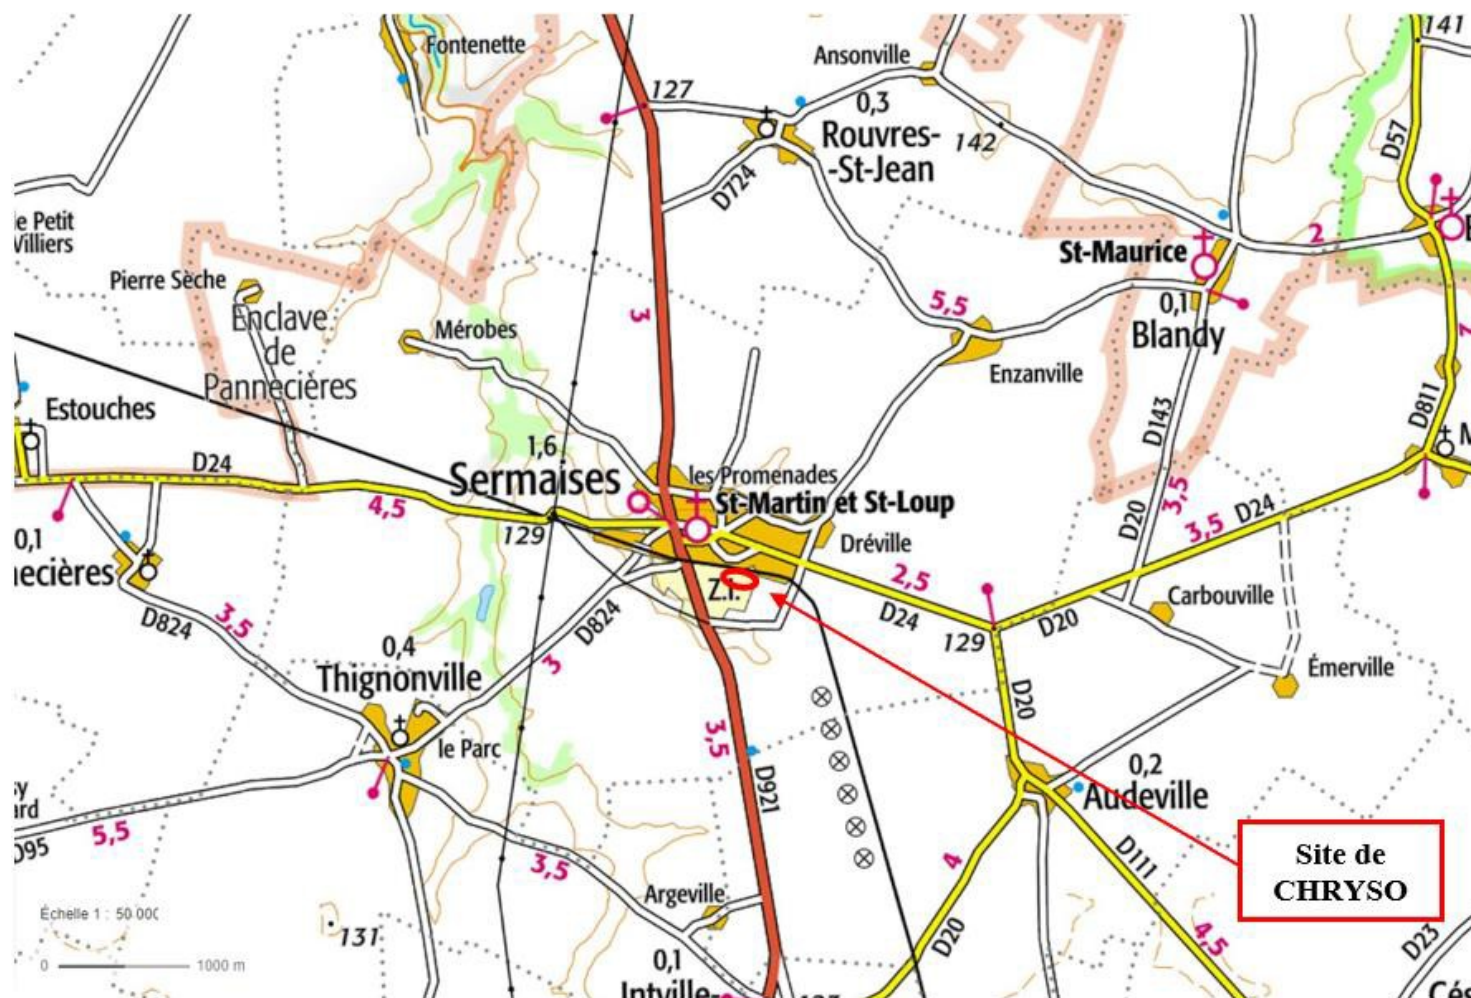 Fontenette
127
Ansonville
0,3
Rouvres-
-St-Jean
142
141
D57
D724
le Petit
Villiers
Pierre Sèche
Enclave
de
Pannecières
Mérobes
3
St-Maurice
2
5,5
0,1
Blandy
Enzanville
Estouches
D24
4,5
1,6
Sermaises
les Promenades
St-Martin et St-Loup
129
Dréville
D143
D811
D20
3,5
3,5
D24
0,1
necières
D824
3,5
Z.I.
2,5
D24
129
D20
Carbouville
Émerville
0,4
Thignonville
D824
3
le Parc
D20
3,5
D921
0,2
Audeville
5,5
D95
3,5
Argeville
4
D111
Site de
CHRYSO
Échelle 1 : 50 000
131
0
1000 m
0,1
Intville-
D20
4,5
D23
Cés